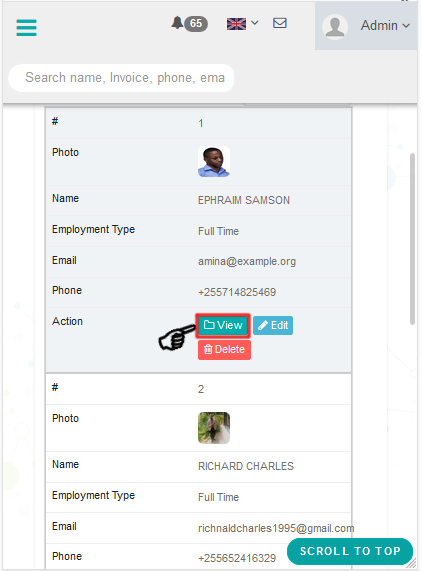 65
Admin
Search name, Invoice, phone, ema
# 1
Photo
Name EPHRAIM SAMSON
Employment Type Full Time
Email amina@example.org
Phone +255714825469
Action View Edit
Delete
# 2
Photo
Name RICHARD CHARLES
Employment Type Full Time
Email richnaldcharles1995@gmail.com
Phone +255652416329
SCROLL TO TOP